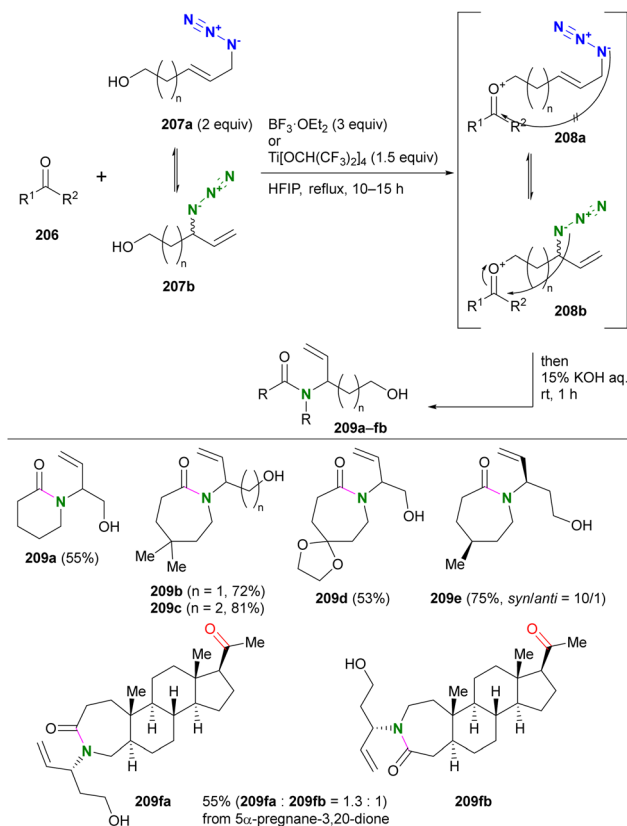 N N+ N-
HO
( )n
207a (2 equiv)
208a
O
R1 R2
206
+
BF3·OEt2 (3 equiv)
or
Ti[OCH(CF3)2]4 (1.5 equiv)
HFIP, reflux, 10–15 h
N N+ N-
O+
( )n
R1 R2
N- N+ N
HO
( )n
207b
N- N+ N
O+
( )n
R1 R2
208b
then
15% KOH aq.
rt, 1 h
O
R N
R
( )n
OH
209a–fb
O
N
OH
209a (55%)
O
N
OH
( )n
Me
Me
209b (n = 1, 72%)
209c (n = 2, 81%)
O
N
OH
O O
209d (53%)
O
N
OH
Me
209e (75%, syn/anti = 10/1)
O
Me
Me
Me
H
H
H
H
O
N
HO
209fa
55% (209fa : 209fb = 1.3 : 1)
from 5α-pregnane-3,20-dione
O
Me
Me
Me
HO
H
H
H
H
N
O
209fb